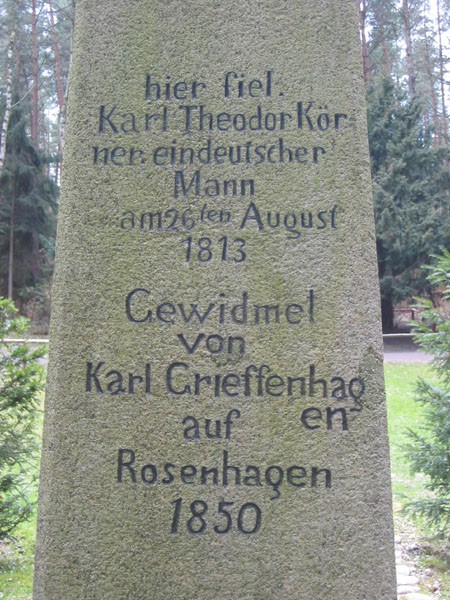 hier fiel.
Karl Theodor Kör-
ner. ein deutscher
Mann
am 26ten August
1813
Gewidmet
von
Karl Grieffenhag
en
auf
Rosenhagen
1850